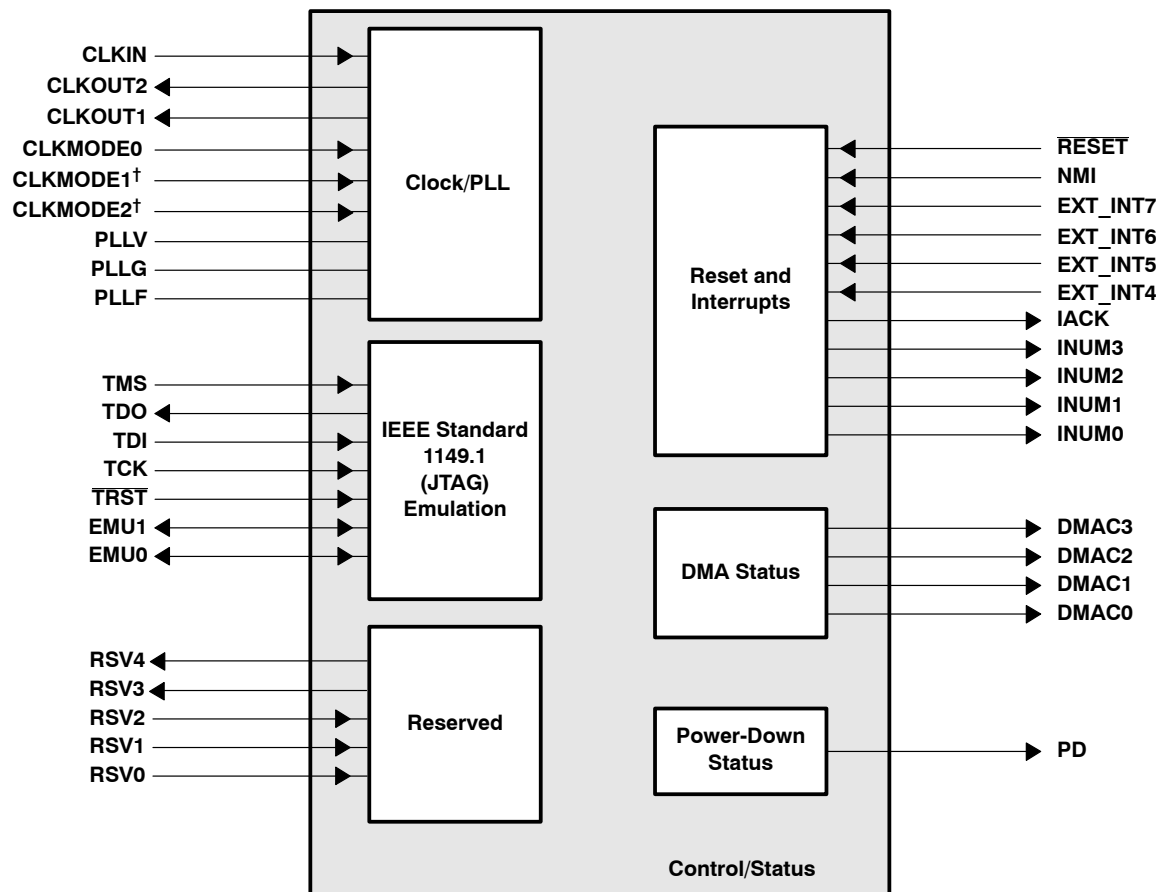 CLKIN
CLKOUT2
CLKOUT1
CLKMODE0
CLKMODE1†
CLKMODE2†
PLLV
PLLG
PLLF
Clock/PLL
TMS
TDO
TDI
TCK
TRST
EMU1
EMU0
IEEE Standard
1149.1
(JTAG)
Emulation
RSV4
RSV3
RSV2
RSV1
RSV0
Reserved
Reset and
Interrupts
RESET
NMI
EXT_INT7
EXT_INT6
EXT_INT5
EXT_INT4
IACK
INUM3
INUM2
INUM1
INUM0
DMA Status
DMAC3
DMAC2
DMAC1
DMAC0
Power-Down
Status
PD
Control/Status